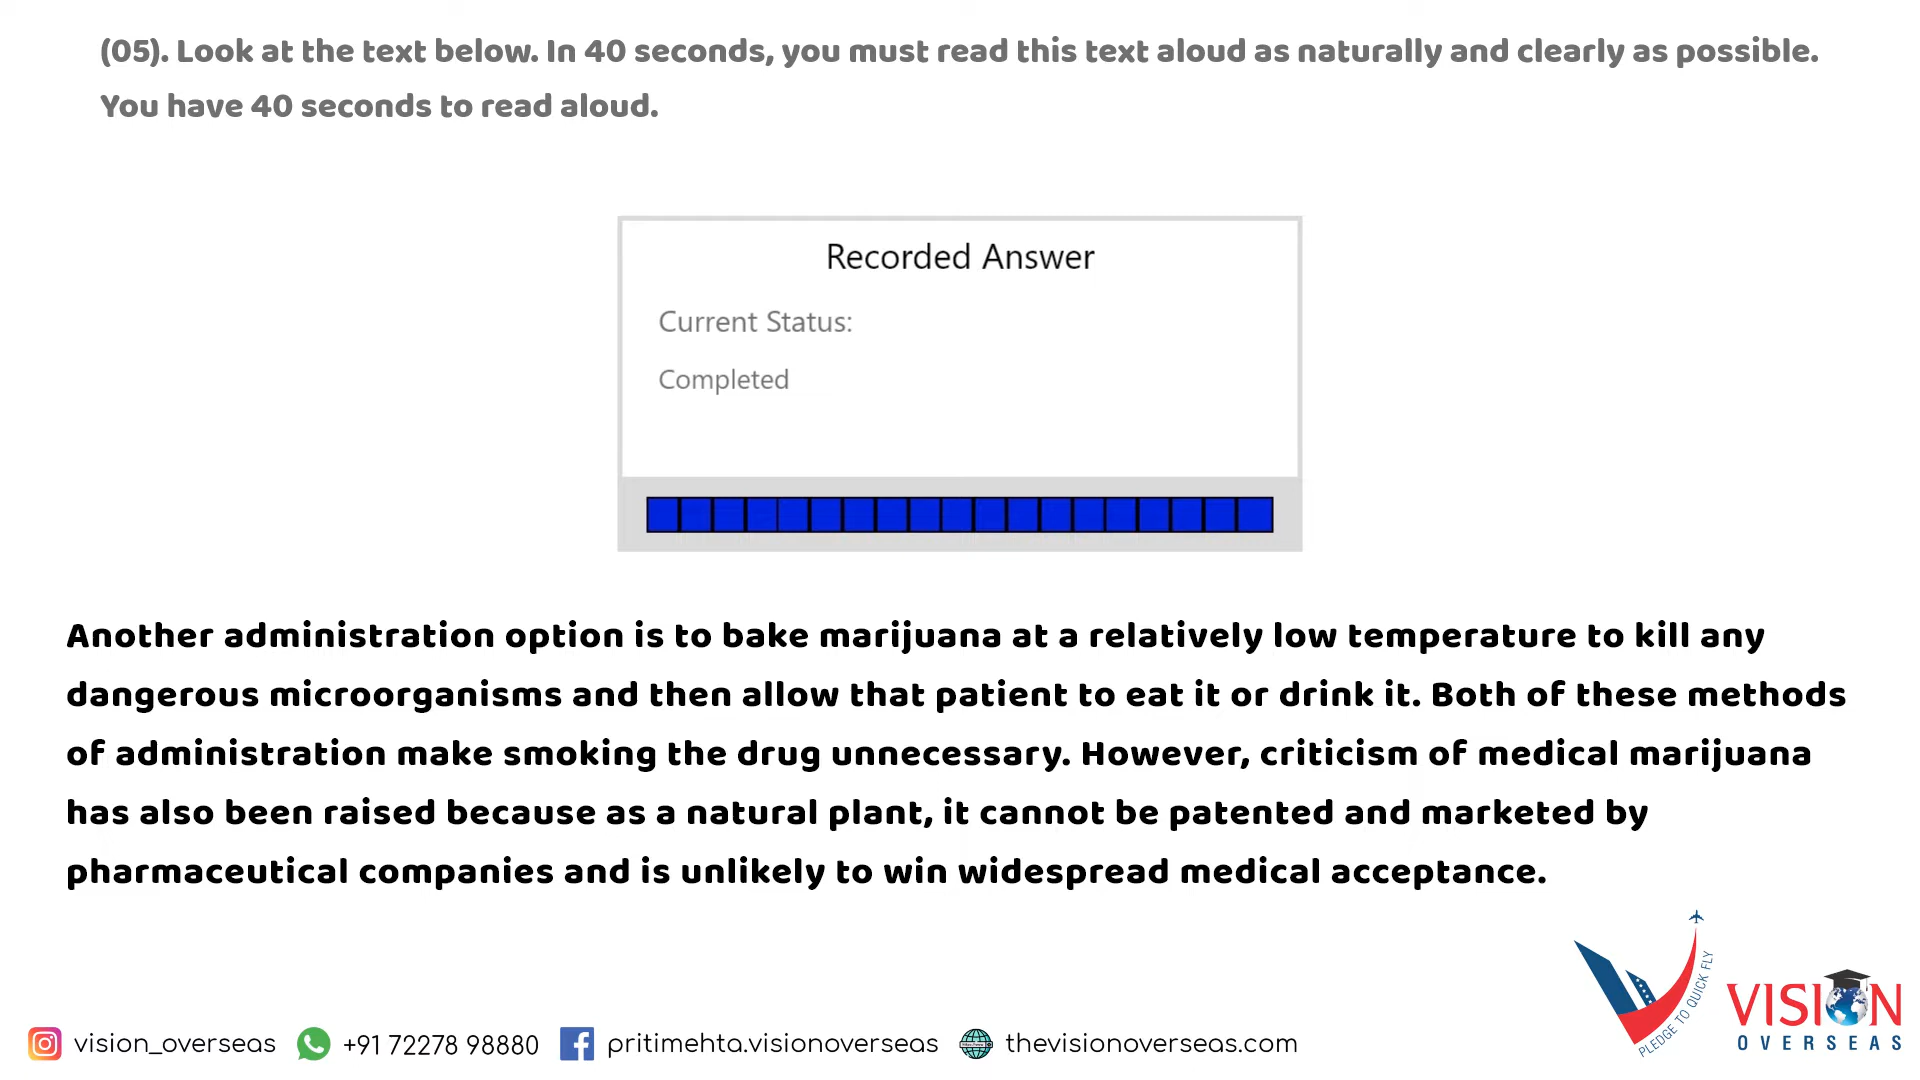 (05). Look at the text below. In 40 seconds, you must read this text aloud as naturally and clearly as possible.
You have 40 seconds to read aloud.
Recorded Answer
Current Status:
Completed
Another administration option is to bake marijuana at a relatively low temperature to kill any
dangerous microorganisms and then allow that patient to eat it or drink it. Both of these methods
of administration make smoking the drug unnecessary. However, criticism of medical marijuana
has also been raised because as a natural plant, it cannot be patented and marketed by
pharmaceutical companies and is unlikely to win widespread medical acceptance.
PLEDGE TO QUICK FLY
VISION
OVERSEAS
vision_overseas +91 72278 98880 pritimehta.visionoverseas thevisionoverseas.com